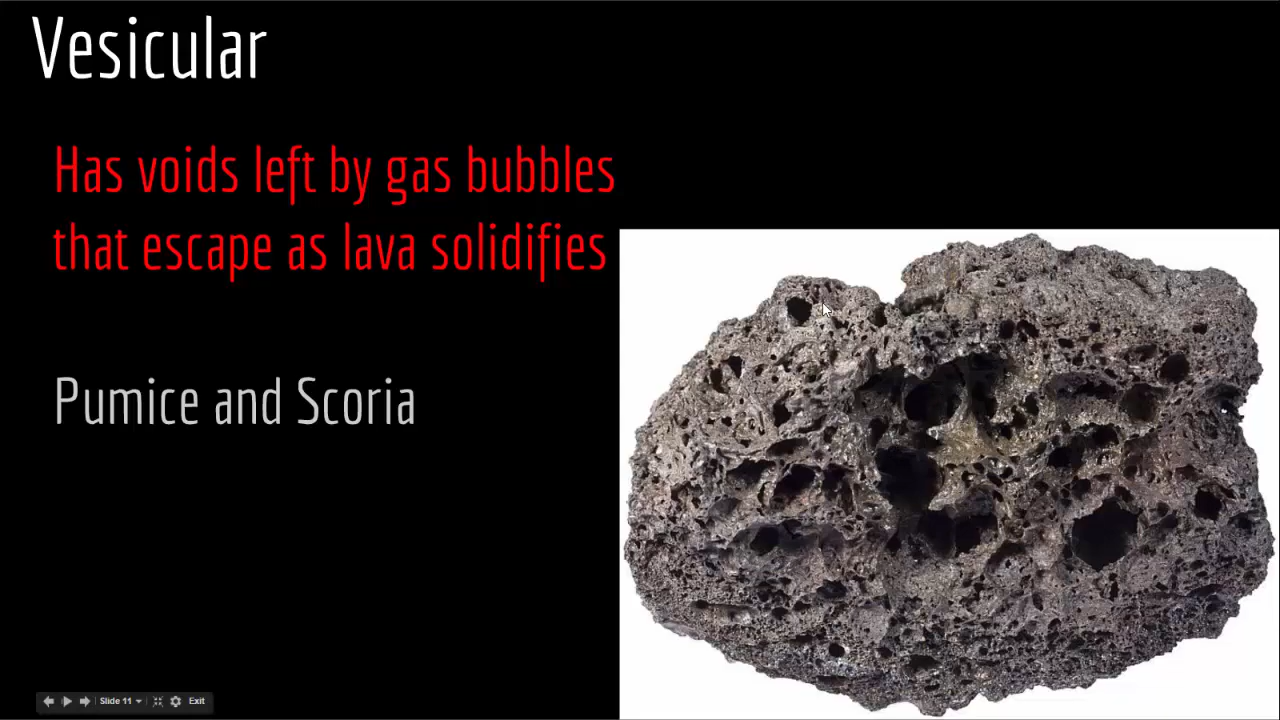 Vesicular
Has voids left by gas bubbles
that escape as lava solidifies
Pumice and Scoria
Slide 11
Exit